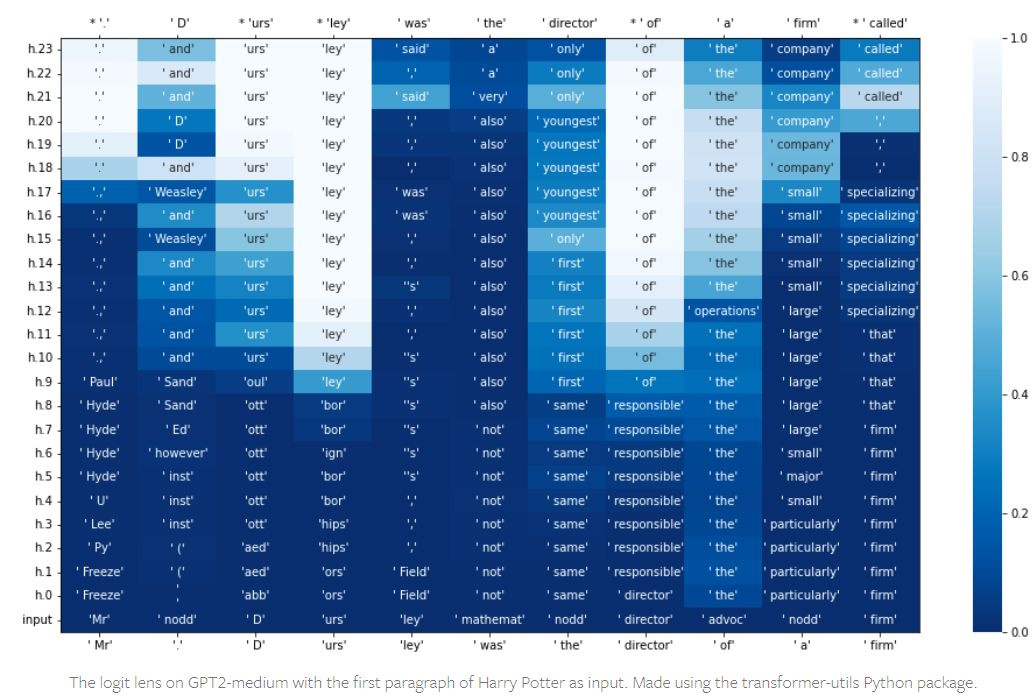 * '.' ' D' * 'urs' * 'ley' ' was' ' the' ' director' * ' of' ' a' ' firm' * ' called'
h.23 '.' ' and' 'urs' 'ley' ' said' ' a' ' only' ' of' ' the' ' company' ' called' 1.0
h.22 '.' ' and' 'urs' 'ley' ',' ' a' ' only' ' of' ' the' ' company' ' called'
h.21 '.' ' and' 'urs' 'ley' ' said' ' very' ' only' ' of' ' the' ' company' ' called'
h.20 '.' ' D' 'urs' 'ley' ',' ' also' ' youngest' ' of' ' the' ' company' ','
h.19 '.' ' D' 'urs' 'ley' ',' ' also' ' youngest' ' of' ' the' ' company' ','
h.18 '.' ' and' 'urs' 'ley' ',' ' also' ' youngest' ' of' ' the' ' company' ',' 0.8
h.17 '.,' ' Weasley' 'urs' 'ley' ' was' ' also' ' youngest' ' of' ' the' ' small' ' specializing'
h.16 '.,' ' and' 'urs' 'ley' ' was' ' also' ' youngest' ' of' ' the' ' small' ' specializing'
h.15 '.,' ' Weasley' 'urs' 'ley' ',' ' also' ' only' ' of' ' the' ' small' ' specializing'
h.14 '.,' ' and' 'urs' 'ley' ',' ' also' ' first' ' of' ' the' ' small' ' specializing'
h.13 '.,' ' and' 'urs' 'ley' ''s' ' also' ' first' ' of' ' the' ' small' ' specializing' 0.6
h.12 '.,' ' and' 'urs' 'ley' ',' ' also' ' first' ' of' ' operations' ' large' ' specializing'
h.11 '.,' ' and' 'urs' 'ley' ',' ' also' ' first' ' of' ' the' ' large' ' that'
h.10 '.,' ' and' 'urs' 'ley' ''s' ' also' ' first' ' of' ' the' ' large' ' that'
h.9 ' Paul' ' Sand' 'oul' 'ley' ''s' ' also' ' first' ' of' ' the' ' large' ' that'
h.8 ' Hyde' ' Sand' 'ott' 'bor' ''s' ' also' ' same' ' responsible' ' the' ' large' ' that' 0.4
h.7 ' Hyde' ' Ed' 'ott' 'bor' ''s' ' not' ' same' ' responsible' ' the' ' large' ' firm'
h.6 ' Hyde' ' however' 'ott' 'ign' ''s' ' not' ' same' ' responsible' ' the' ' small' ' firm'
h.5 ' Hyde' ' inst' 'ott' 'bor' ''s' ' not' ' same' ' responsible' ' the' ' major' ' firm'
h.4 ' U' ' inst' 'ott' 'bor' ',' ' not' ' same' ' responsible' ' the' ' small' ' firm'
h.3 ' Lee' ' inst' 'ott' 'hips' ',' ' not' ' same' ' responsible' ' the' ' particularly' ' firm' 0.2
h.2 ' Py' ' (' 'aed' 'hips' ',' ' not' ' same' ' responsible' ' the' ' particularly' ' firm'
h.1 ' Freeze' ' (' 'aed' 'ors' ' Field' ' not' ' same' ' responsible' ' the' ' particularly' ' firm'
h.0 ' Freeze' 'abb' 'ors' ' Field' ' not' ' same' ' director' ' the' ' particularly' ' firm'
input 'Mr' ' nodd' ' D' 'urs' 'ley' ' mathemat' ' nodd' ' director' ' advoc' ' nodd' ' firm' 0.0
' Mr' '.' ' D' 'urs' 'ley' ' was' ' the' ' director' ' of' ' a' ' firm'
The logit lens on GPT2-medium with the first paragraph of Harry Potter as input. Made using the transformer-utils Python package.